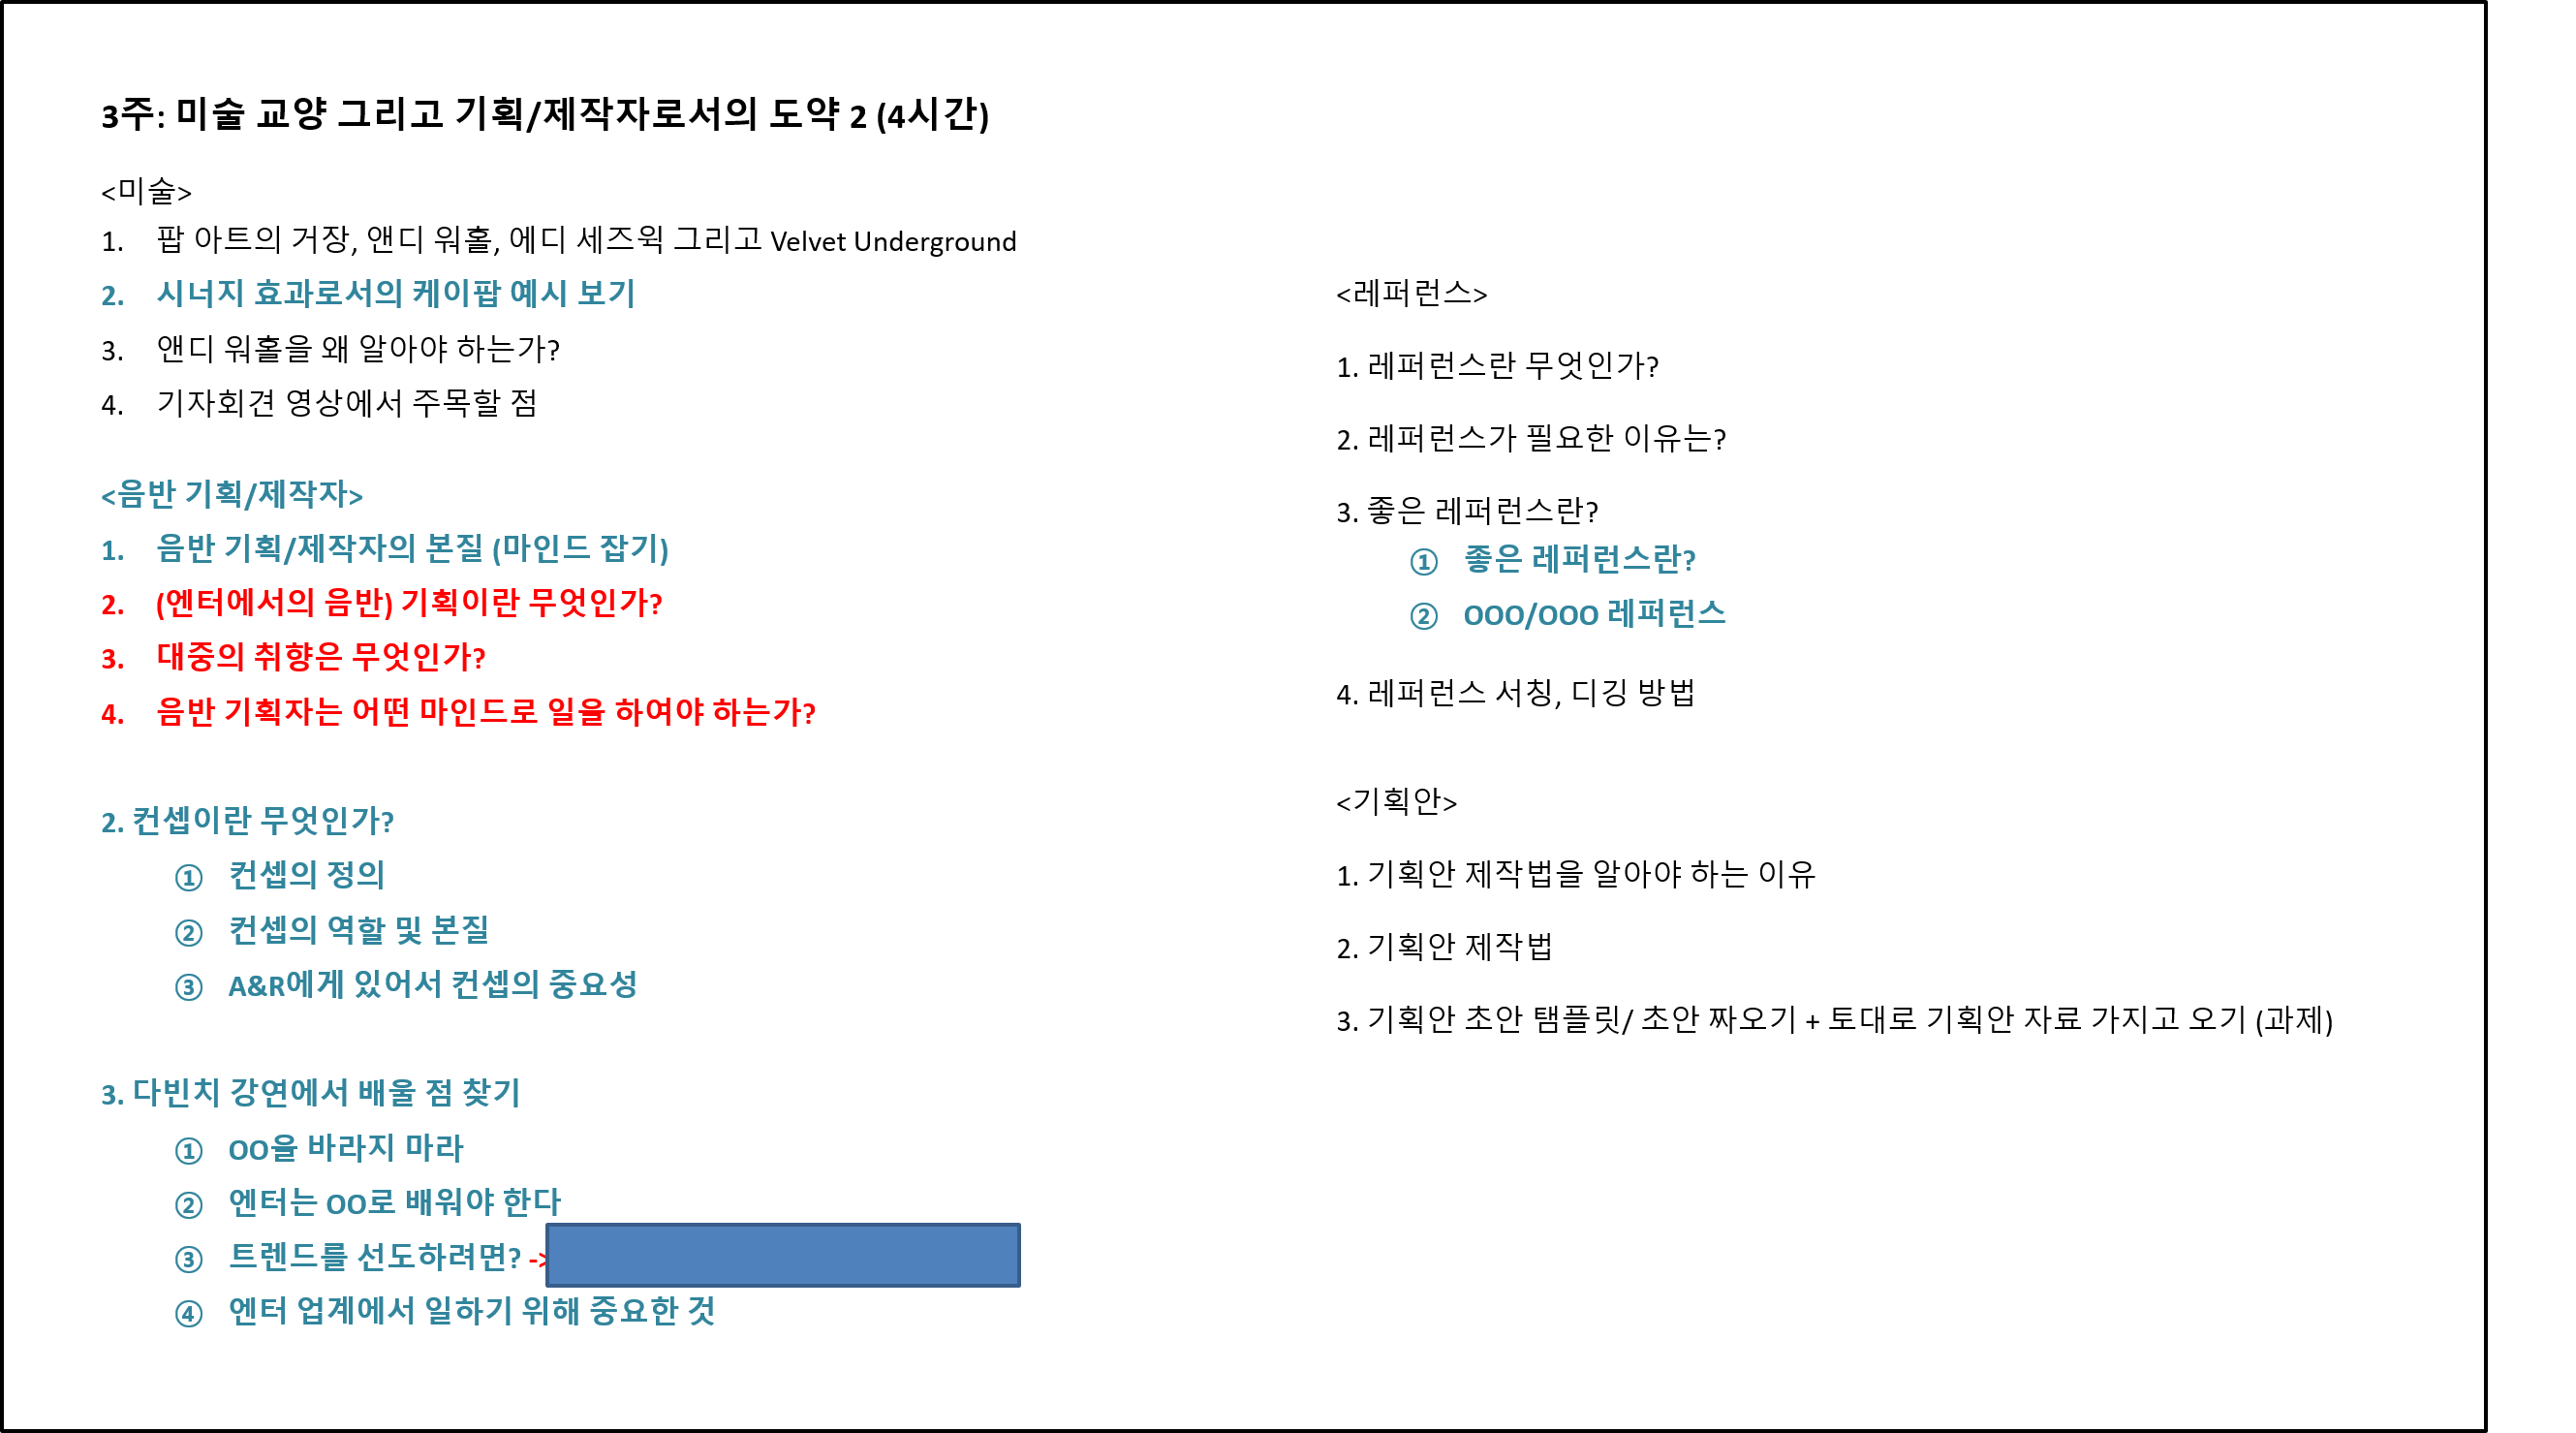 3주: 미술 교양 그리고 기획/제작자로서의 도약 2 (4시간)
<미술>
1. 팝 아트의 거장, 앤디 워홀, 에디 세즈윅 그리고 Velvet Underground
2. 시너지 효과로서의 케이팝 예시 보기
3. 앤디 워홀을 왜 알아야 하는가?
4. 기자회견 영상에서 주목할 점
<음반 기획/제작자>
1. 음반 기획/제작자의 본질 (마인드 잡기)
2. (엔터에서의 음반) 기획이란 무엇인가?
3. 대중의 취향은 무엇인가?
4. 음반 기획자는 어떤 마인드로 일을 하여야 하는가?
2. 컨셉이란 무엇인가?
① 컨셉의 정의
② 컨셉의 역할 및 본질
③ A&R에게 있어서 컨셉의 중요성
3. 다빈치 강연에서 배울 점 찾기
① OO을 바라지 마라
② 엔터는 OO로 배워야 한다
③ 트렌드를 선도하려면? ->
④ 엔터 업계에서 일하기 위해 중요한 것
<레퍼런스>
1. 레퍼런스란 무엇인가?
2. 레퍼런스가 필요한 이유는?
3. 좋은 레퍼런스란?
① 좋은 레퍼런스란?
② OOO/OOO 레퍼런스
4. 레퍼런스 서칭, 디깅 방법
<기획안>
1. 기획안 제작법을 알아야 하는 이유
2. 기획안 제작법
3. 기획안 초안 탬플릿/ 초안 짜오기 + 토대로 기획안 자료 가지고 오기 (과제)